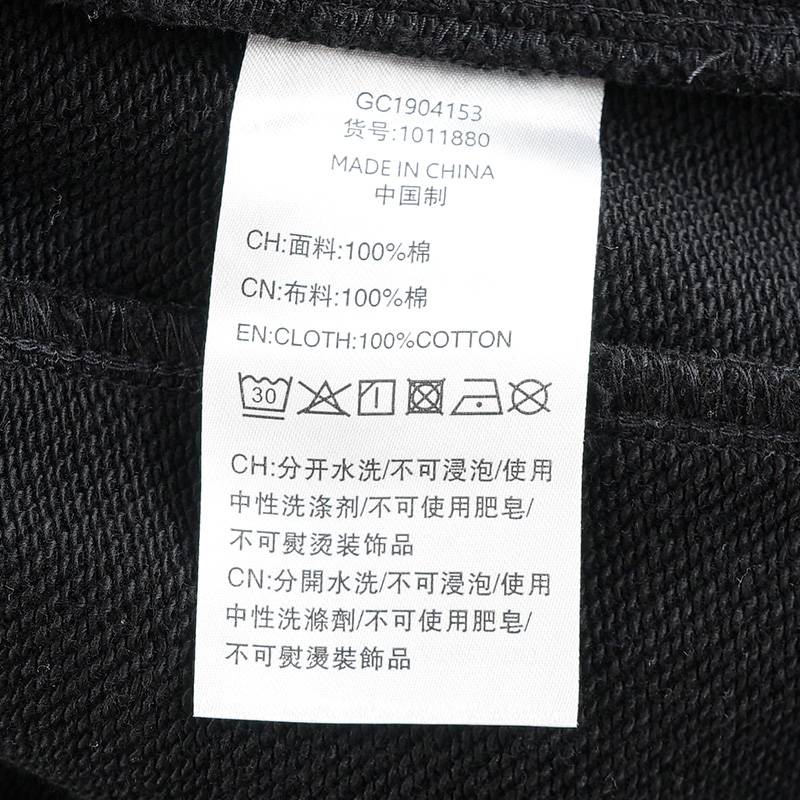 GC1904153
货号:1011880
MADE IN CHINA
中国制
CH:面料:100%棉
CN:布料:100%棉
EN:CLOTH:100%COTTON
30
CH:分开水洗/不可浸泡/使用
中性洗涤剂/不可使用肥皂/
不可熨烫装饰品
CN:分開水洗/不可浸泡/使用
中性洗滌劑/不可使用肥皂/
不可熨燙裝飾品